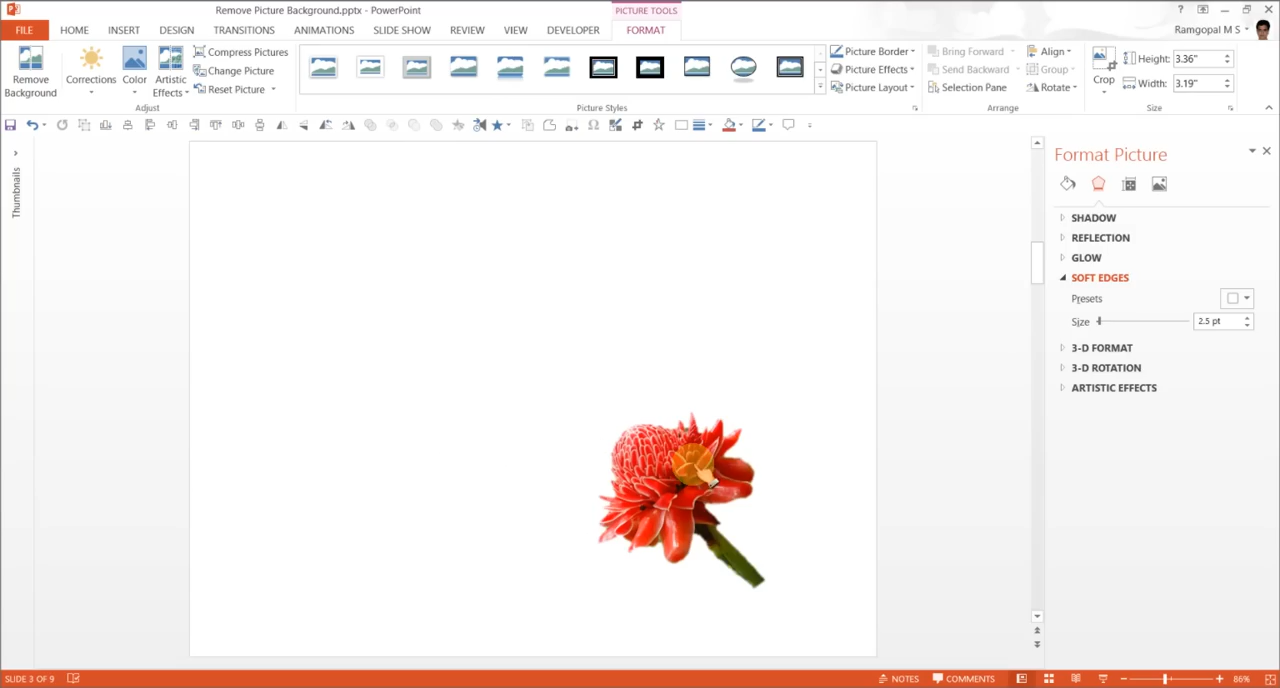 Remove Picture Background.pptx - PowerPoint
PICTURE TOOLS
?
FILE
HOME
INSERT
DESIGN
TRANSITIONS
ANIMATIONS
SLIDE SHOW
REVIEW
VIEW
DEVELOPER
FORMAT
Ramgopal M S
Remove
Background
Corrections
Color
Artistic
Effects
Compress Pictures
Change Picture
Reset Picture
Adjust
Picture Styles
Picture Border
Picture Effects
Picture Layout
Bring Forward
Send Backward
Selection Pane
Align
Group
Rotate
Arrange
Crop
Height: 3.36"
Width: 3.19"
Size
Thumbnails
Format Picture
SHADOW
REFLECTION
GLOW
SOFT EDGES
Presets
Size 2.5 pt
3-D FORMAT
3-D ROTATION
ARTISTIC EFFECTS
SLIDE 3 OF 9
NOTES
COMMENTS
86%